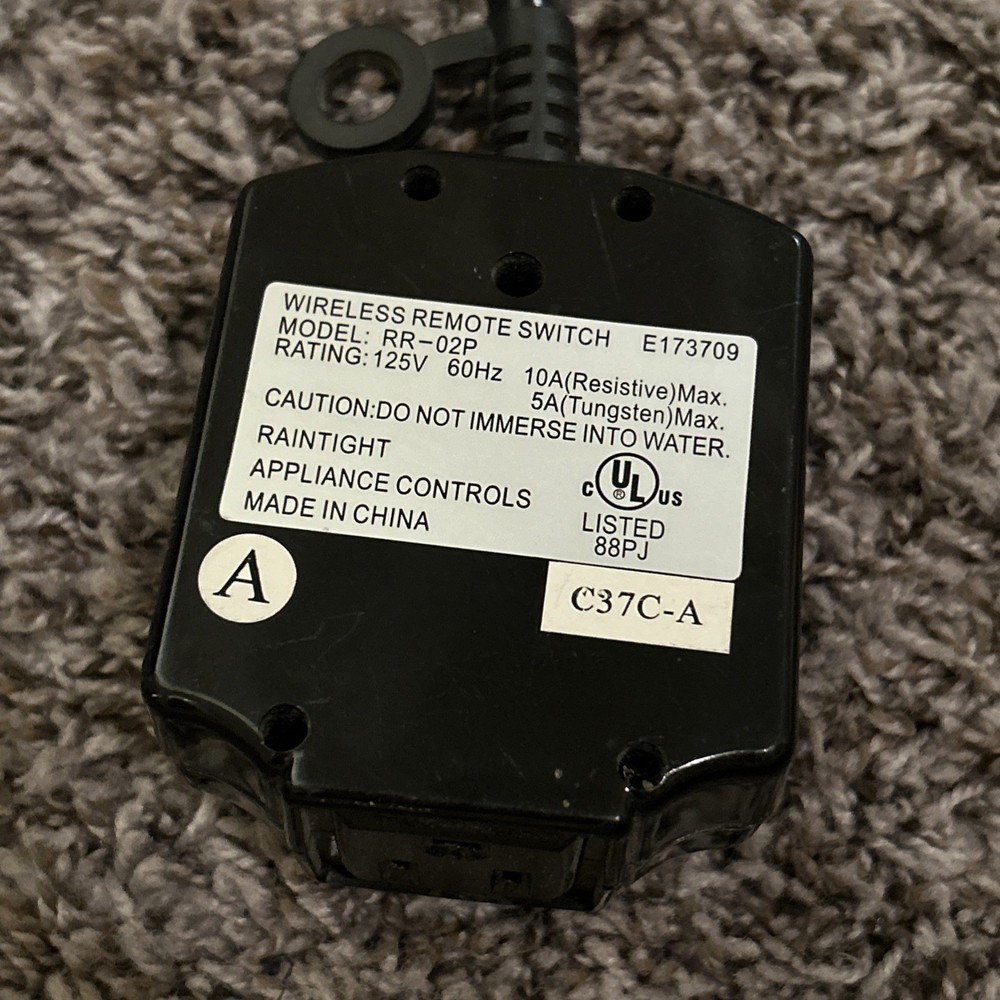 WIRELESS REMOTE SWITCH E173709
MODEL: RR-02P
RATING: 125V 60Hz 10A(Resistive)Max.
5A(Tungsten)Max.
CAUTION:DO NOT IMMERSE INTO WATER.
RAINTIGHT
APPLIANCE CONTROLS
MADE IN CHINA
C UL ® US
LISTED
88PJ
A
C37C-A